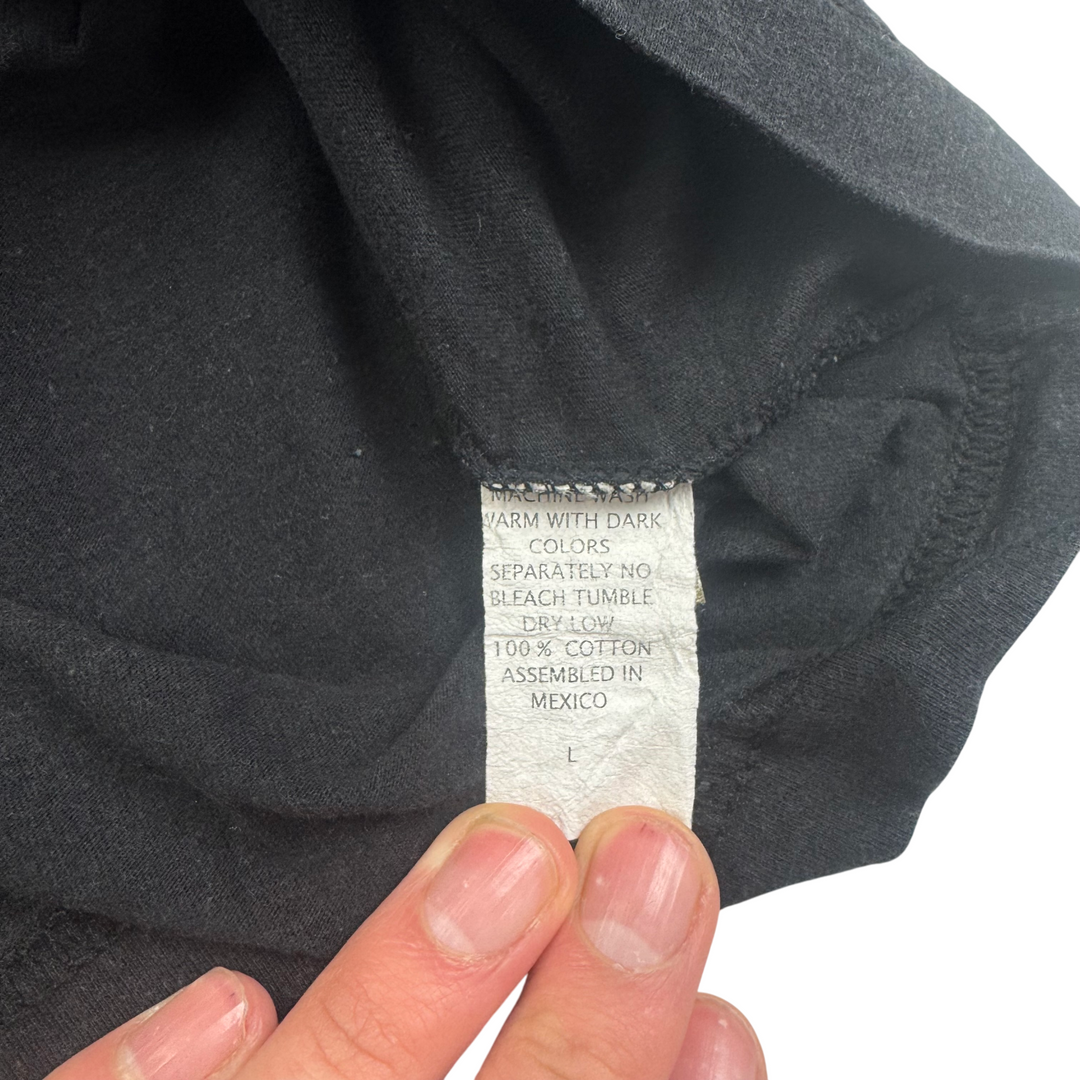 MACHINE WASH
WARM WITH DARK
COLORS
SEPARATELY NO
BLEACH TUMBLE
DRY LOW
100 % COTTON
ASSEMBLED IN
MEXICO
L